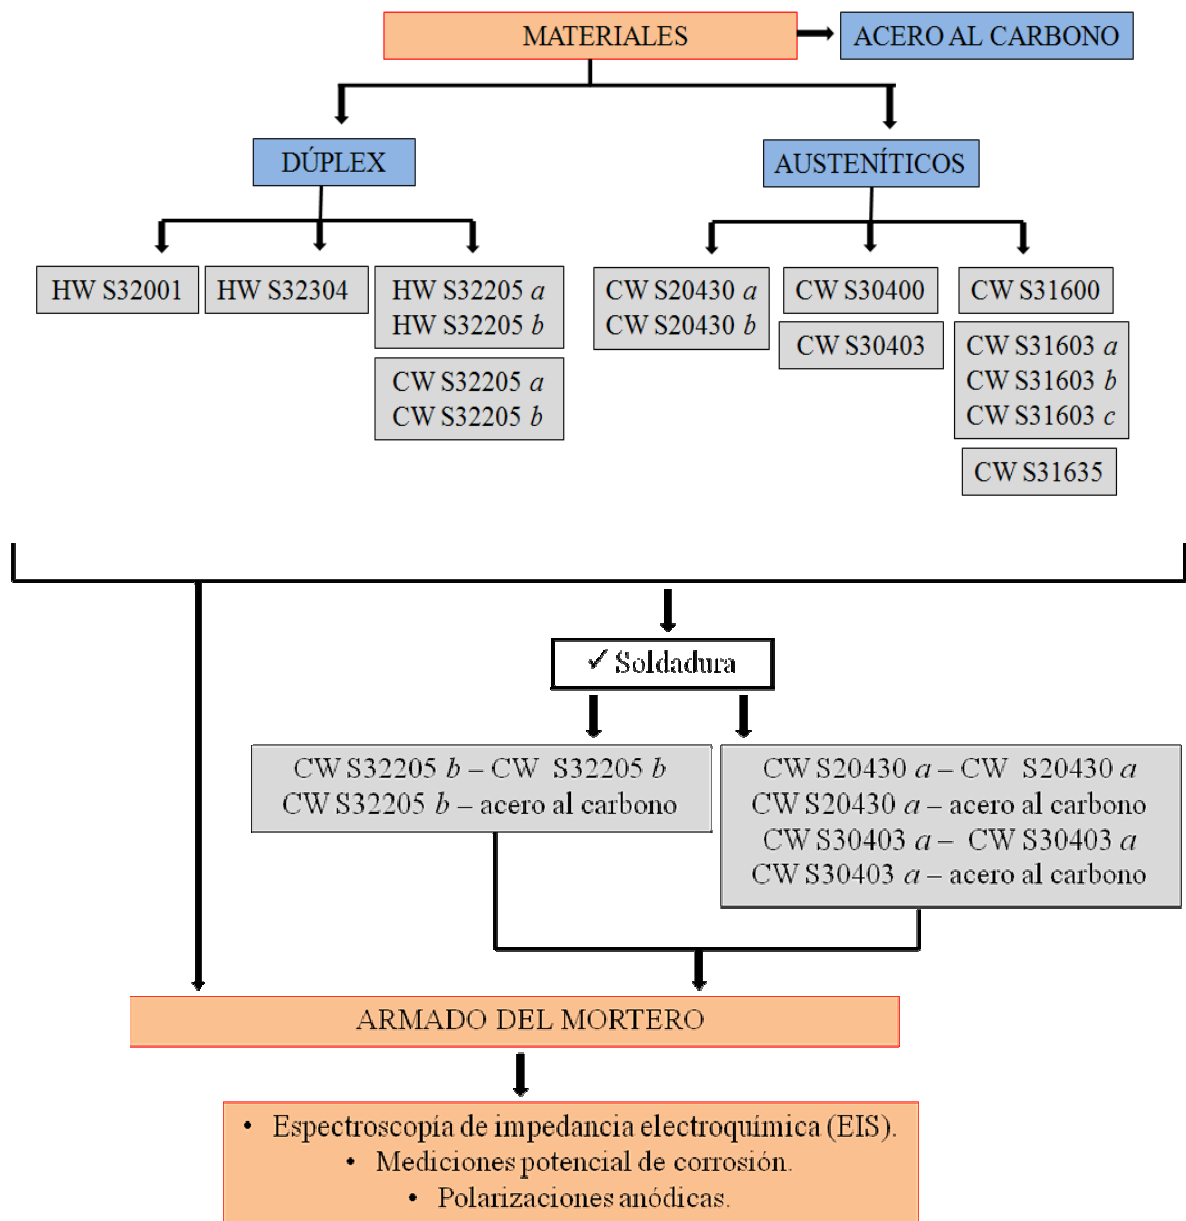 MATERIALES
ACERO AL CARBONO
DÚPLEX
AUSTENÍTICOS
HW S32001
HW S32304
HW S32205 a
HW S32205 b
CW S32205 a
CW S32205 b
CW S20430 a
CW S20430 b
CW S30400
CW S30403
CW S31600
CW S31603 a
CW S31603 b
CW S31603 c
CW S31635
✓ Soldadura
CW S32205 b – CW S32205 b
CW S32205 b – acero al carbono
CW S20430 a – CW S20430 a
CW S20430 a – acero al carbono
CW S30403 a – CW S30403 a
CW S30403 a – acero al carbono
ARMADO DEL MORTERO
• Espectroscopía de impedancia electroquímica (EIS).
• Mediciones potencial de corrosión.
• Polarizaciones anódicas.